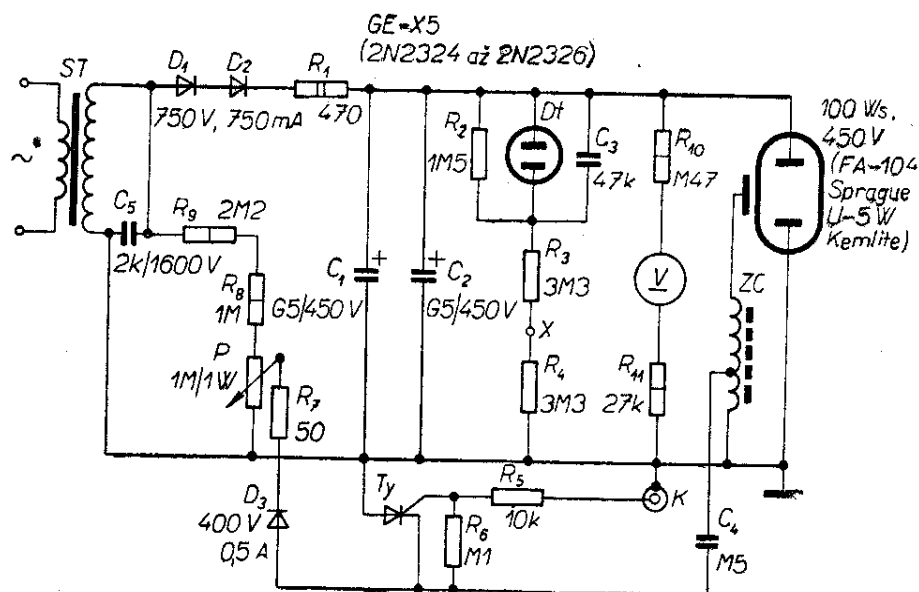 GE-X5
(2N2324 až 2N2326)
ST
D1
D2
R1
750 V, 750 mA
470
~*
C5
2k/1600 V
R9
2M2
R8
1M
P
1M/1W
R7
50
C1
+
G5/450 V
C2
+
G5/450 V
R2
1M5
Dt
C3
47k
R3
3M3
X
R4
3M3
R10
M47
V
R11
27k
100 Ws,
450 V
(FA-104
Sprague
U-5W
Kemlite)
ZC
D3
400 V
0,5 A
Ty
R5
10k
R6
M1
K
C4
M5